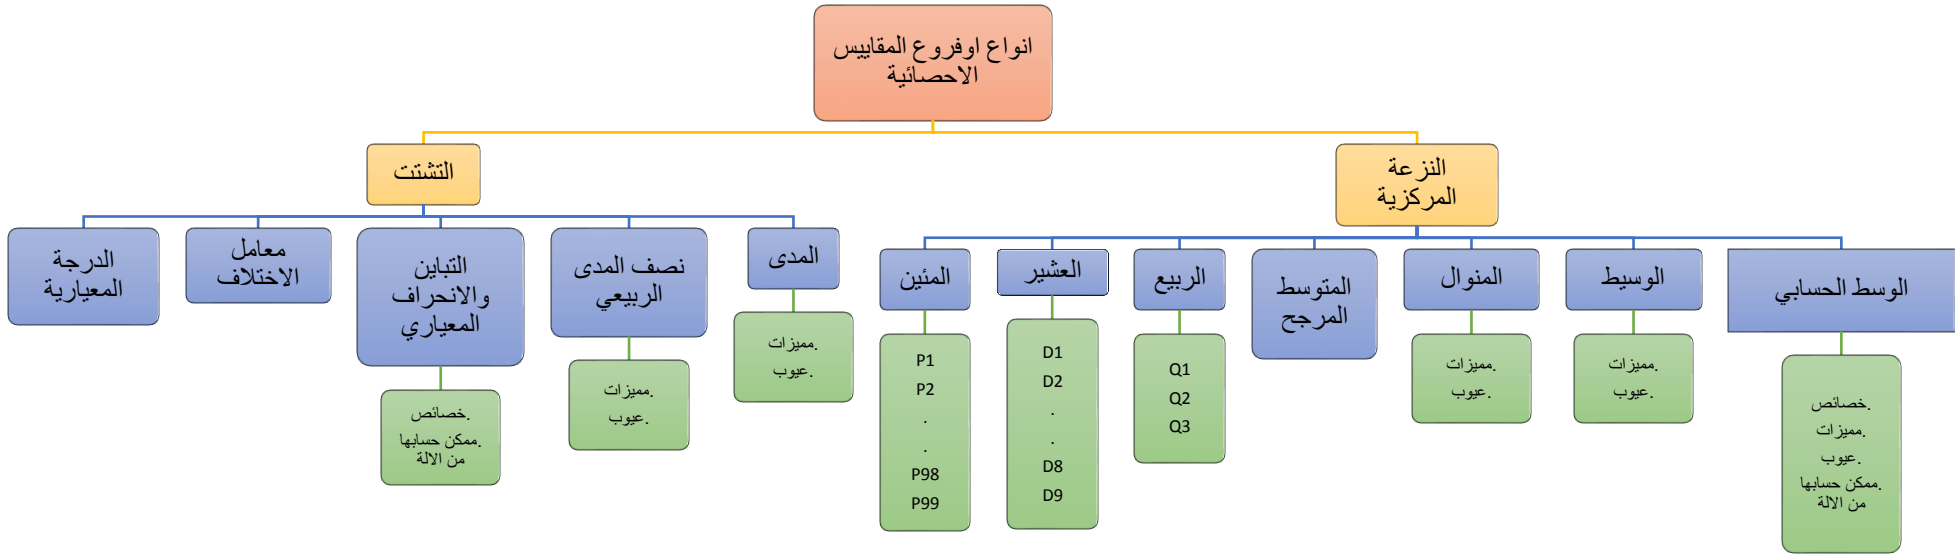 انواع اوفروع المقاييس
الاحصائية
النزعة
المركزية
الوسط الحسابي
.خصائص
.مميزات
.عيوب
.ممكن حسابها
من الالة
الوسيط
.مميزات
.عيوب
المنوال
.مميزات
.عيوب
المتوسط
المرجح
الربيع
Q1
Q2
Q3
العشير
D1
D2
.
.
D8
D9
المئين
P1
P2
.
.
P98
P99
التشتت
المدى
.مميزات
.عيوب
نصف المدى
الربيعي
.مميزات
.عيوب
التباين
والانحراف
المعياري
.خصائص
.ممكن حسابها
من الالة
معامل
الاختلاف
الدرجة
المعيارية